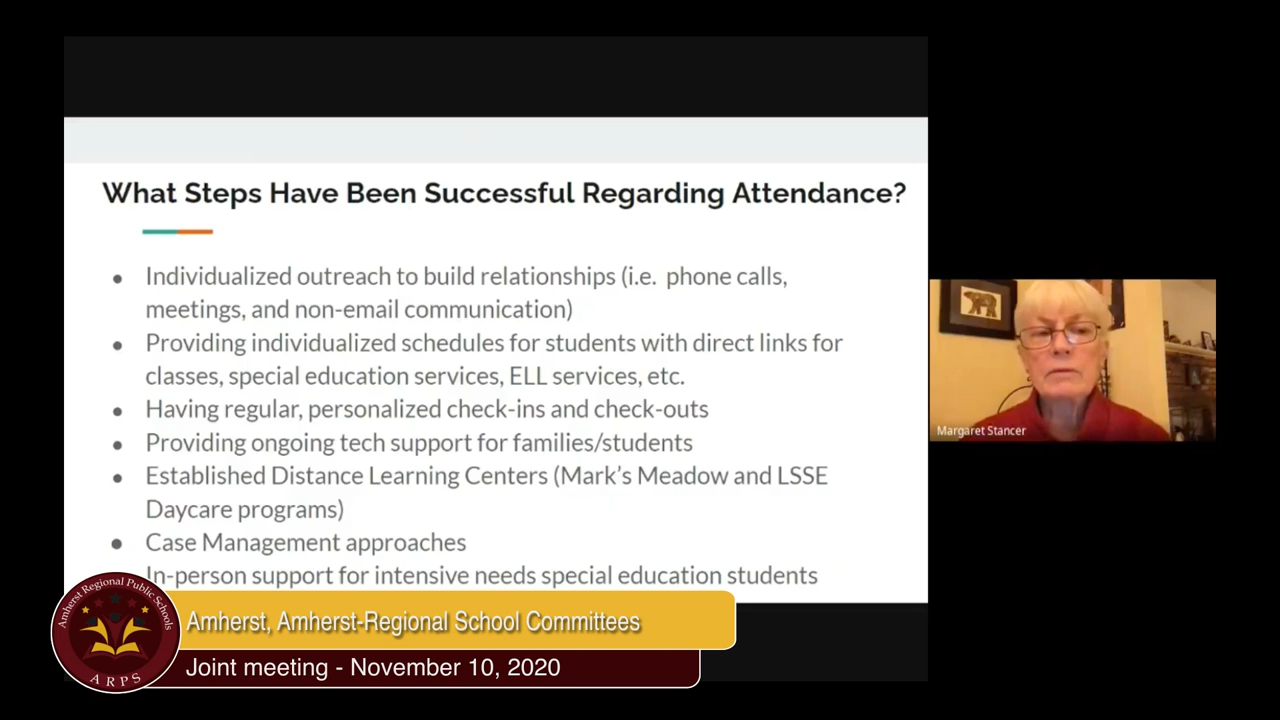 What Steps Have Been Successful Regarding Attendance?
● Individualized outreach to build relationships (i.e. phone calls,
meetings, and non-email communication)
● Providing individualized schedules for students with direct links for
classes, special education services, ELL services, etc.
● Having regular, personalized check-ins and check-outs
● Providing ongoing tech support for families/students
● Established Distance Learning Centers (Mark's Meadow and LSSE
Daycare programs)
● Case Management approaches
In-person support for intensive needs special education students
Margaret Stancer
Amherst Regional Public Schools
ARPS
Amherst, Amherst-Regional School Committees
Joint meeting - November 10, 2020